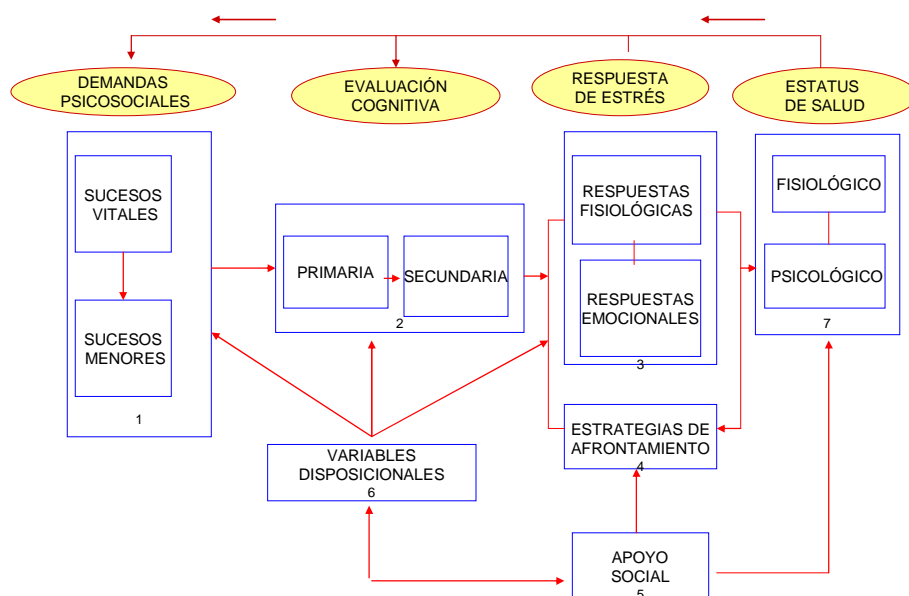 DEMANDAS
PSICOSOCIALES
EVALUACIÓN
COGNITIVA
RESPUESTA
DE ESTRÉS
ESTATUS
DE SALUD
SUCESOS
VITALES
SUCESOS
MENORES
1
PRIMARIA
SECUNDARIA
2
RESPUESTAS
FISIOLÓGICAS
RESPUESTAS
EMOCIONALES
3
FISIOLÓGICO
PSICOLÓGICO
7
ESTRATEGIAS DE
AFRONTAMIENTO
4
VARIABLES
DISPOSICIONALES
6
APOYO
SOCIAL
5